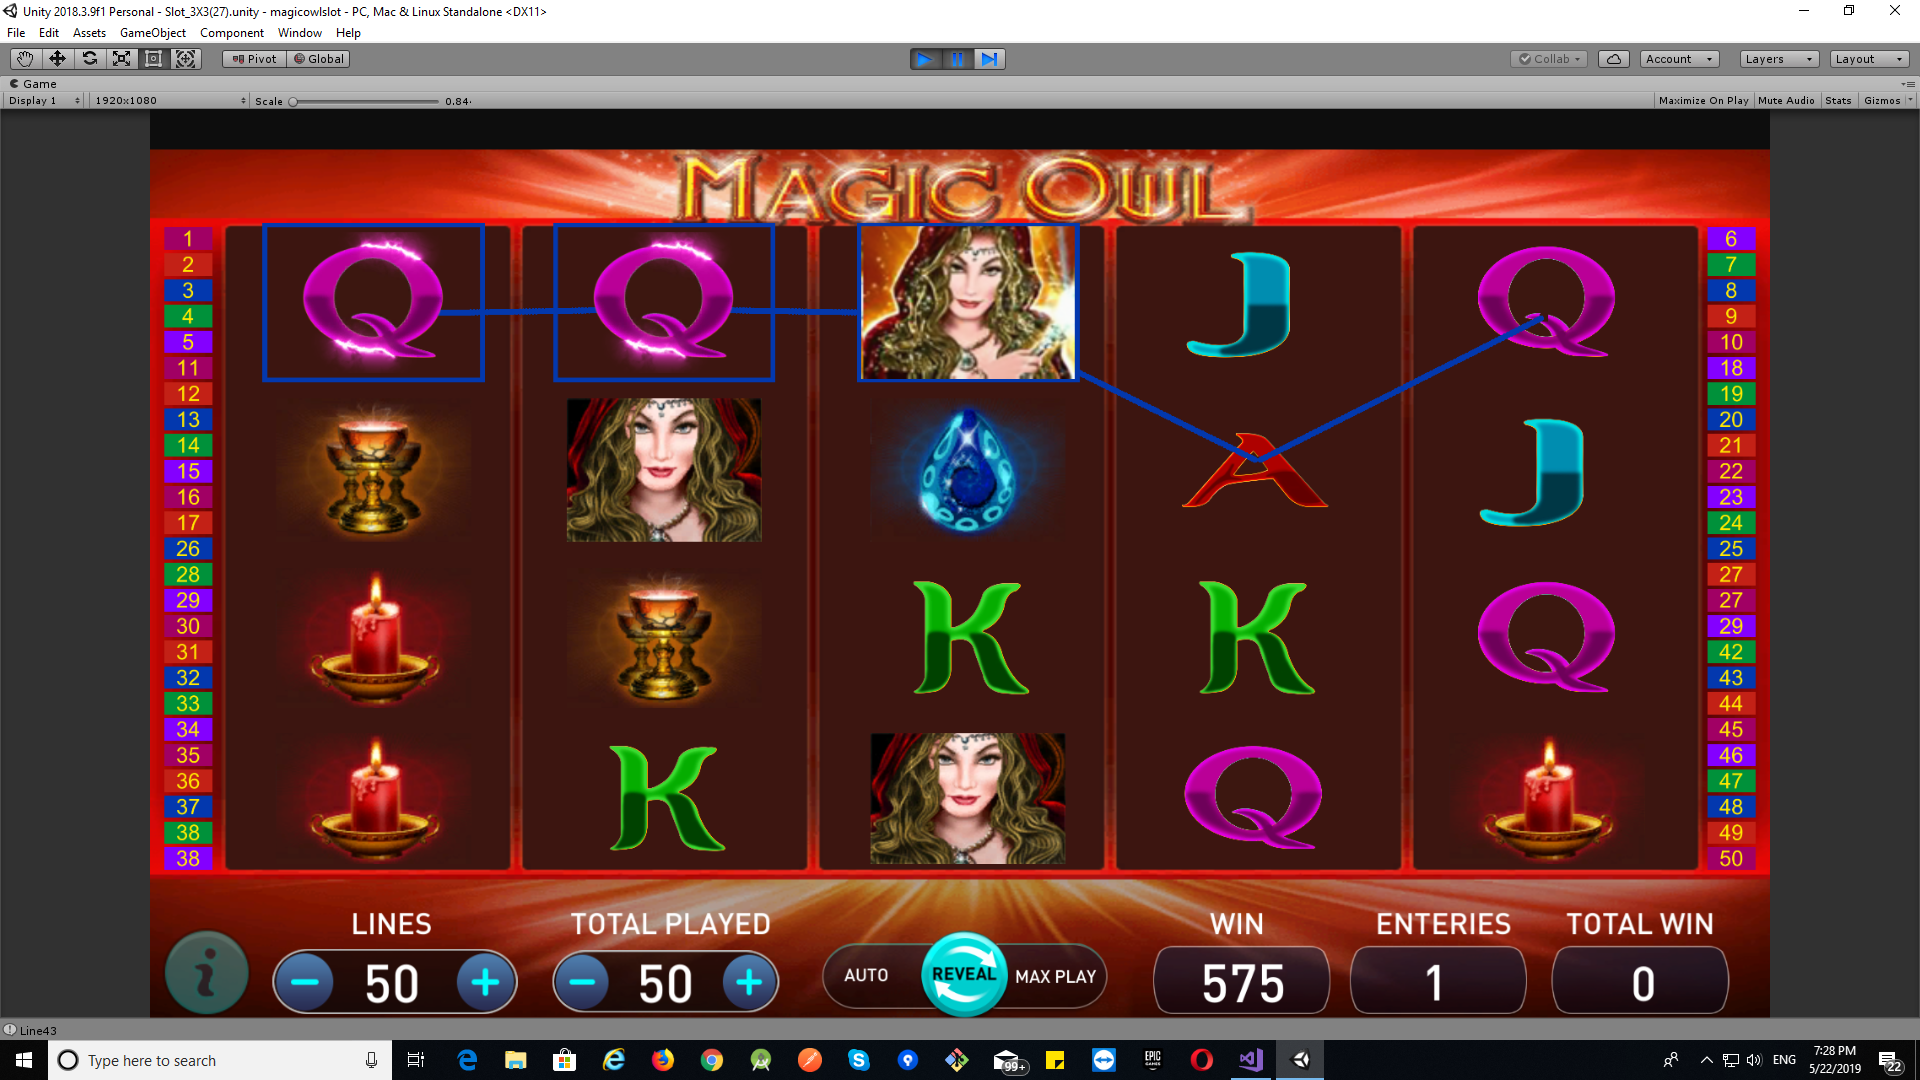 Unity 2018.3.9f1 Personal - Slot_3X3(27).unity - magicowlslot - PC, Mac & Linux Standalone <DX11>
File Edit Assets GameObject Component Window Help
Pivot Global Collab Account Layers Layout
Game
Display 1 1920x1080 Scale 0.84 Maximize On Play Mute Audio Stats Gizmos
MAGIC OWL
1 Q Q J Q 6
2 7
3 8
4 9
5 10
11 18
12 19
13 20
14 A J 21
15 22
16 23
17 24
26 25
28 27
29 K K Q 27
30 29
31 42
32 43
33 44
34 45
35 46
36 K Q 47
37 48
38 49
38 50
LINES TOTAL PLAYED WIN ENTERIES TOTAL WIN
i − 50 + − 50 + AUTO REVEAL MAX PLAY 575 1 0
Line43
Type here to search 99+ EPIC GAMES ENG 7:28 PM
5/22/2019 22